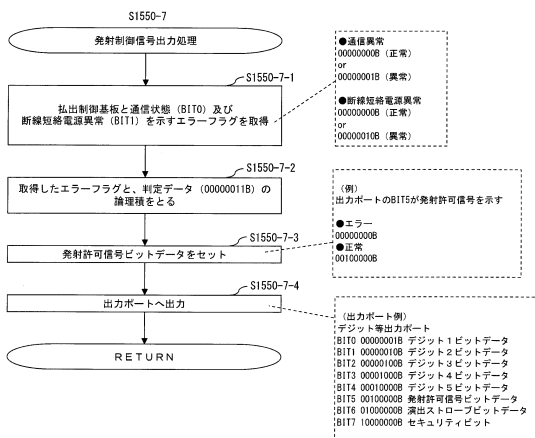 S1550-7
発射制御信号出力処理
S1550-7-1
払出制御基板と通信状態（BIT0）及び
断線短絡電源異常（BIT1）を示すエラーフラグを取得
●通信異常
00000000B（正常）
or
00000001B（異常）
●断線短絡電源異常
00000000B（正常）
or
00000010B（異常）
S1550-7-2
取得したエラーフラグと、判定データ（00000011B）の
論理積をとる
S1550-7-3
発射許可信号ビットデータをセット
（例）
出力ポートのBIT5が発射許可信号を示す
●エラー
00000000B
●正常
00100000B
S1550-7-4
出力ポートへ出力
（出力ポート例）
デジット等出力ポート
BIT0 00000001B デジット１ビットデータ
BIT1 00000010B デジット２ビットデータ
BIT2 00000100B デジット３ビットデータ
BIT3 00001000B デジット４ビットデータ
BIT4 00010000B デジット５ビットデータ
BIT5 00100000B 発射許可信号ビットデータ
BIT6 01000000B 演出ストローブビットデータ
BIT7 10000000B セキュリティビット
RETURN